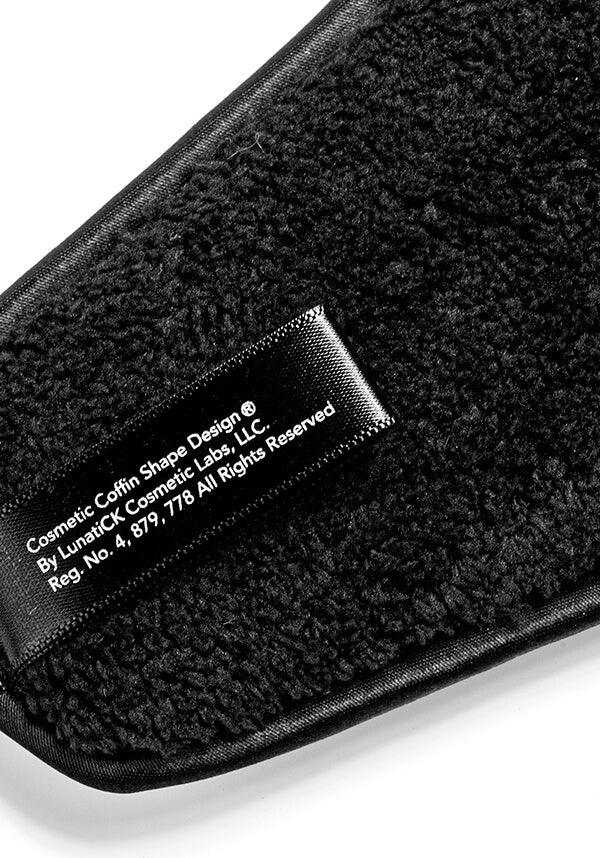 Cosmetic Coffin Shape Design ®
By LunatiCK Cosmetic Labs, LLC.
Reg. No. 4, 879, 778 All Rights Reserved